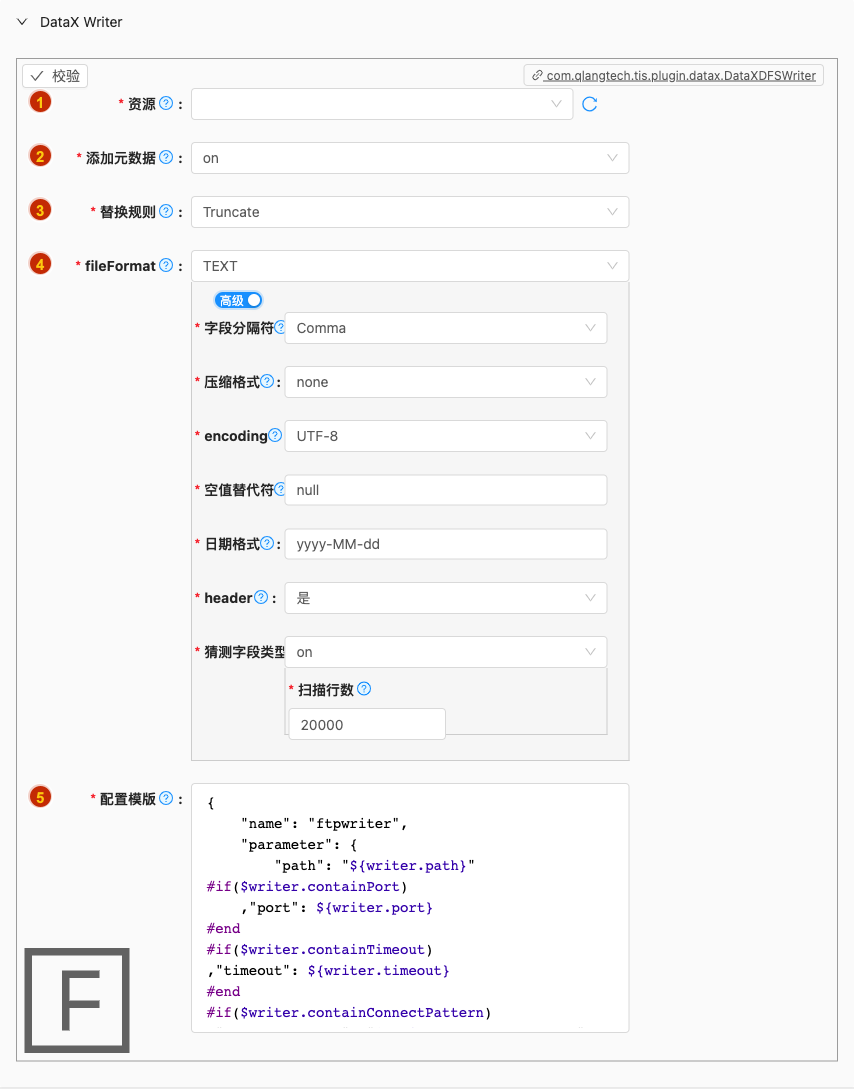 DataX Writer
校验
com.qlangtech.tis.plugin.datax.DataXDFSWriter
1 * 资源 ? :
2 * 添加元数据 ? : on
3 * 替换规则 ? : Truncate
4 * fileFormat ? : TEXT
高级
* 字段分隔符 ? Comma
* 压缩格式 ? : none
* encoding ? UTF-8
* 空值替代符 ? null
* 日期格式 ? : yyyy-MM-dd
* header ? : 是
* 猜测字段类型 on
* 扫描行数 ?
20000
5 * 配置模版 ? : {
"name": "ftpwriter",
"parameter": {
"path": "${writer.path}"
#if($writer.containPort)
,"port": ${writer.port}
#end
#if($writer.containTimeout)
,"timeout": ${writer.timeout}
#end
#if($writer.containConnectPattern)
F